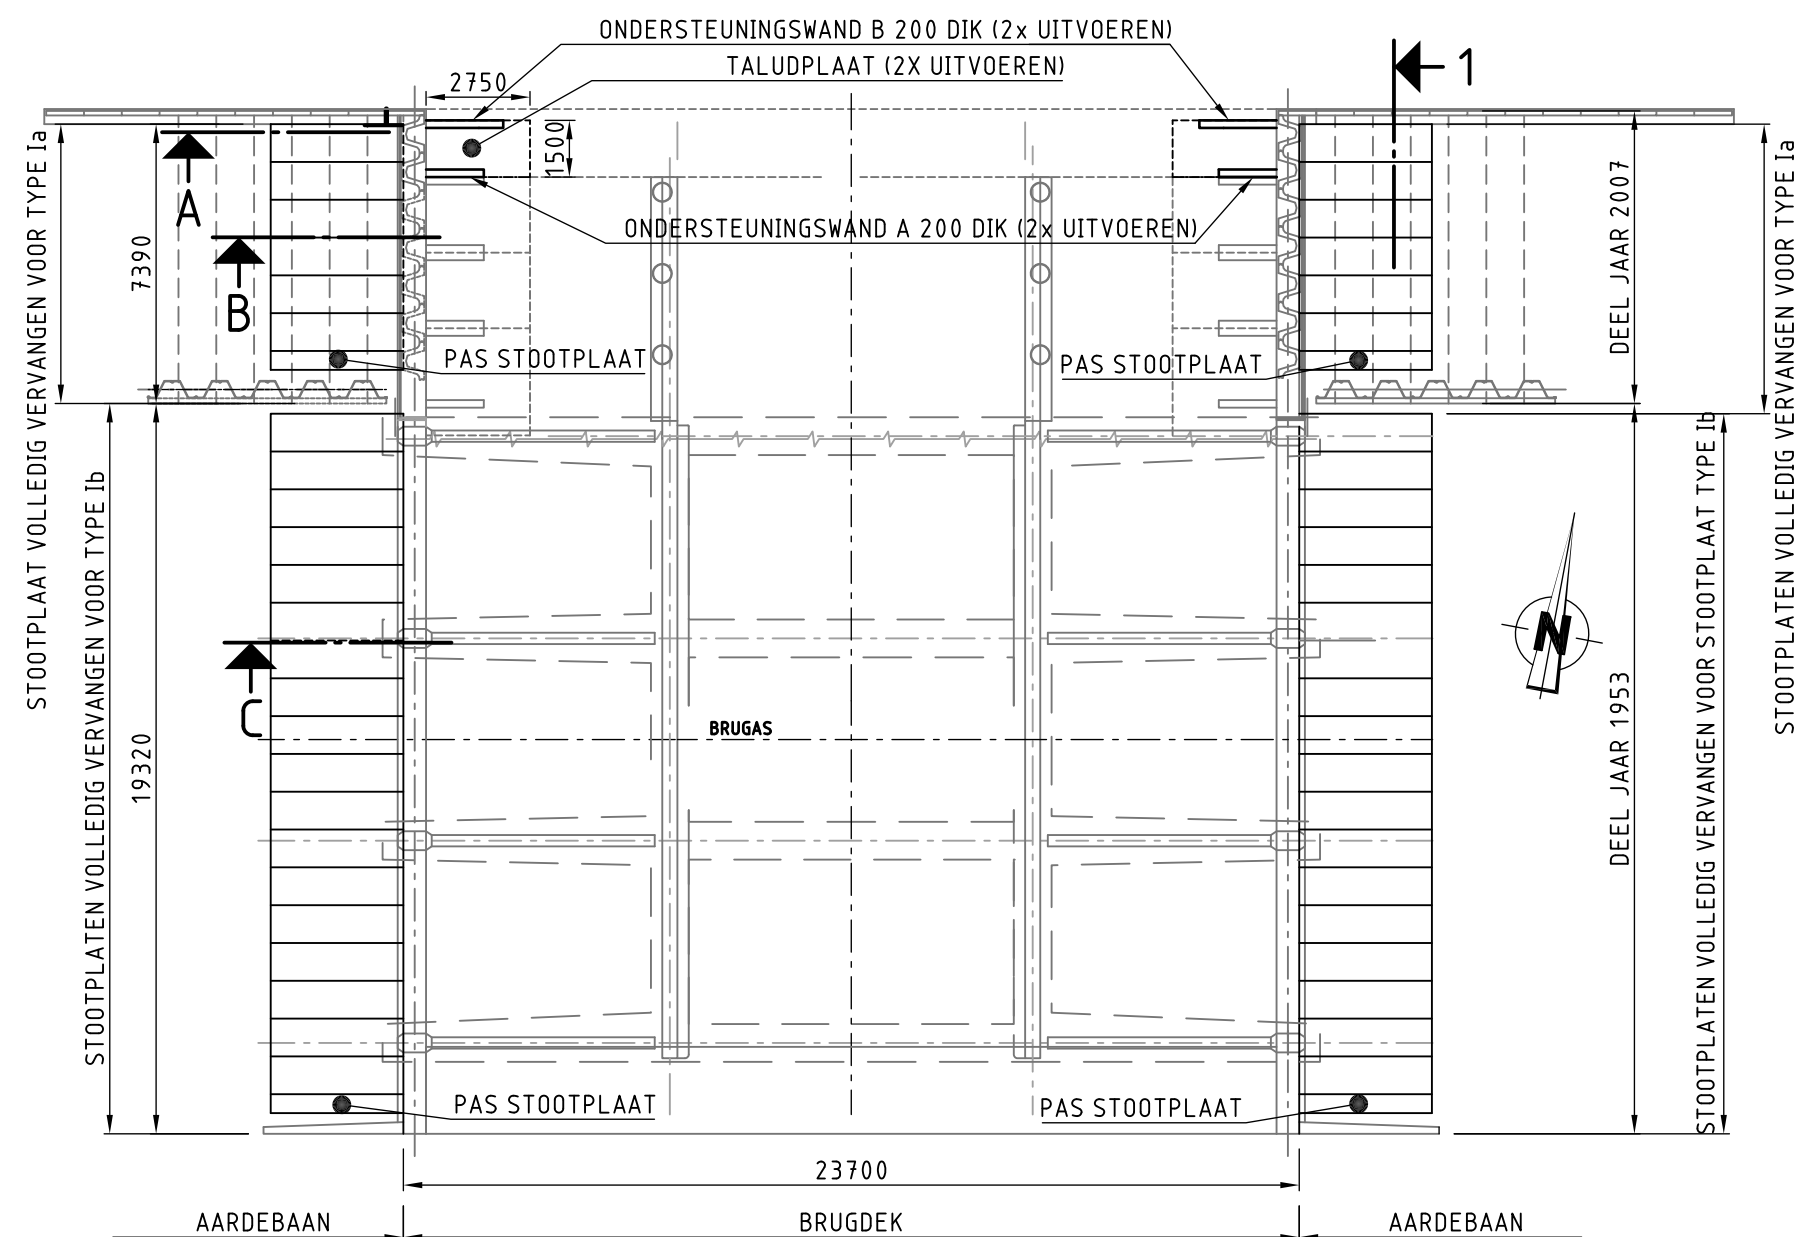 ONDERSTEUNINGSWAND B 200 DIK (2x UITVOEREN)
TALUDPLAAT (2X UITVOEREN)
2750
1500
1
A
B
C
ONDERSTEUNINGSWAND A 200 DIK (2x UITVOEREN)
PAS STOOTPLAAT
PAS STOOTPLAAT
STOOTPLAAT VOLLEDIG VERVANGEN VOOR TYPE Ia
7390
STOOTPLATEN VOLLEDIG VERVANGEN VOOR TYPE Ib
19320
DEEL JAAR 2007
STOOTPLATEN VOLLEDIG VERVANGEN VOOR TYPE Ia
DEEL JAAR 1953
STOOTPLATEN VOLLEDIG VERVANGEN VOOR STOOTPLAAT TYPE Ib
N
BRUGAS
PAS STOOTPLAAT
PAS STOOTPLAAT
23700
AARDEBAAN
BRUGDEK
AARDEBAAN